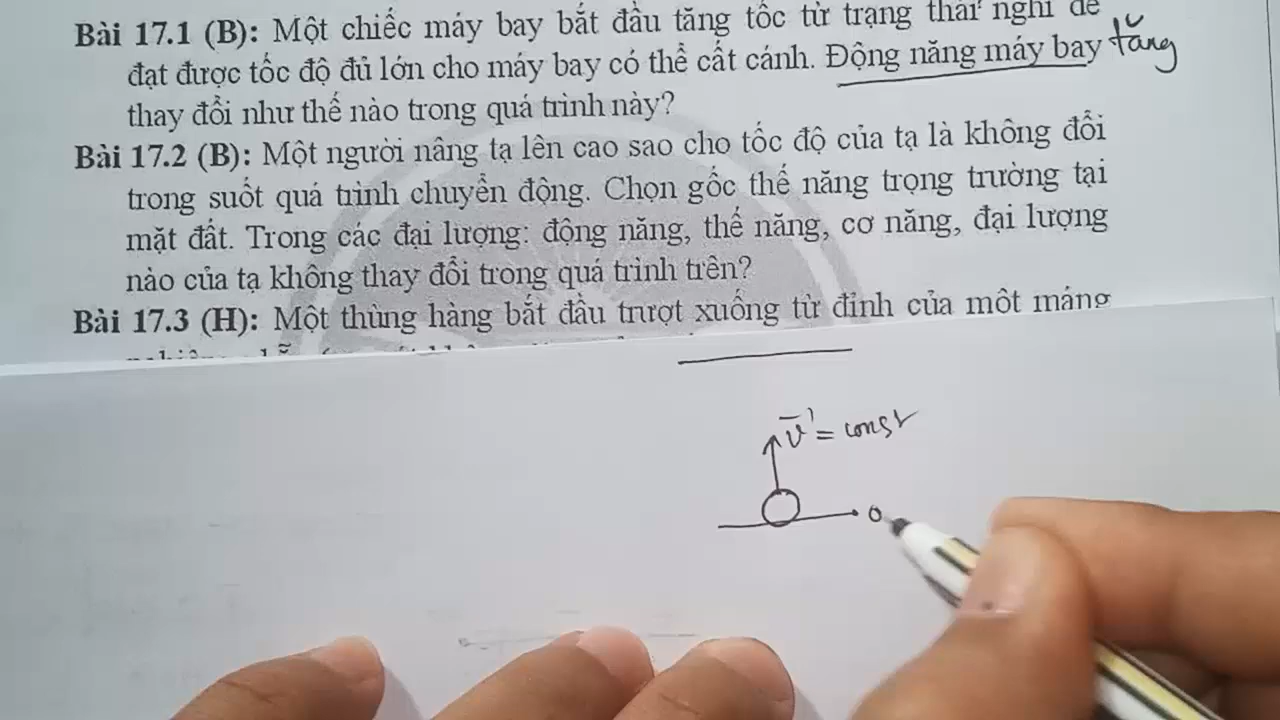 Bài 17.1 (B): Một chiếc máy bay bắt đầu tăng tốc từ trạng thái nghỉ để
đạt được tốc độ đủ lớn cho máy bay có thể cất cánh. Động năng máy bay tăng
thay đổi như thế nào trong quá trình này?
Bài 17.2 (B): Một người nâng tạ lên cao sao cho tốc độ của tạ là không đổi
trong suốt quá trình chuyển động. Chọn gốc thế năng trọng trường tại
mặt đất. Trong các đại lượng: động năng, thế năng, cơ năng, đại lượng
nào của tạ không thay đổi trong quá trình trên?
Bài 17.3 (H): Một thùng hàng bắt đầu trượt xuống từ đỉnh của một máng
v = const
0